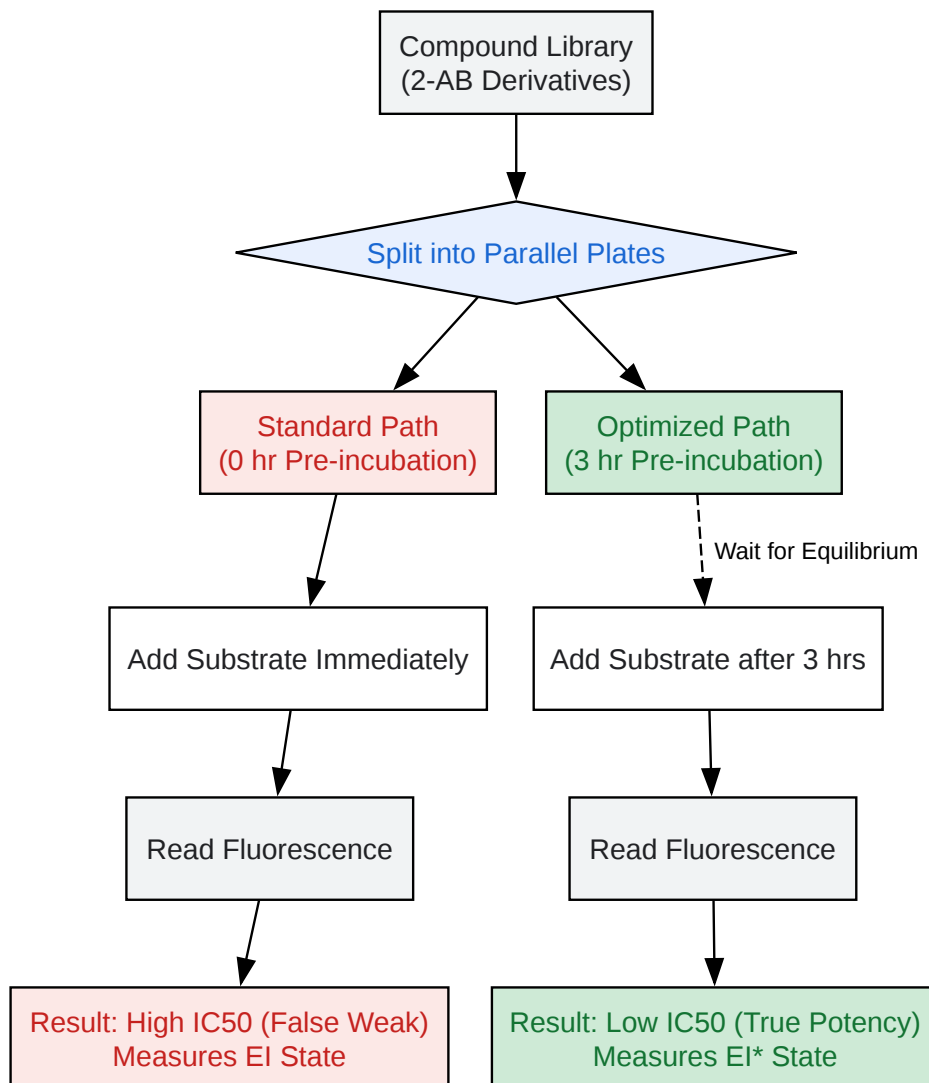 Compound Library
(2-AB Derivatives)
Split into Parallel Plates
Standard Path
(0 hr Pre-incubation)
Optimized Path
(3 hr Pre-incubation)
Wait for Equilibrium
Add Substrate Immediately
Add Substrate after 3 hrs
Read Fluorescence
Read Fluorescence
Result: High IC50 (False Weak)
Measures EI State
Result: Low IC50 (True Potency)
Measures EI* State